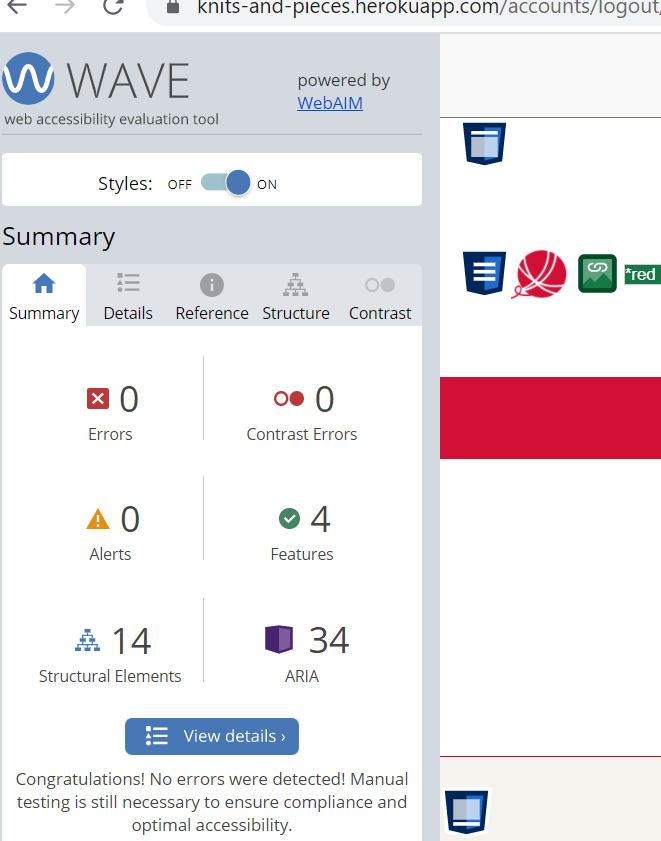 knits-and-pieces.herokuapp.com/accounts/logout/
WAVE
web accessibility evaluation tool
powered by
WebAIM
Styles: OFF ON
Summary
Summary Details Reference Structure Contrast
0 0
Errors Contrast Errors
0 4
Alerts Features
14 34
Structural Elements ARIA
View details ›
Congratulations! No errors were detected! Manual
testing is still necessary to ensure compliance and
optimal accessibility.
*red